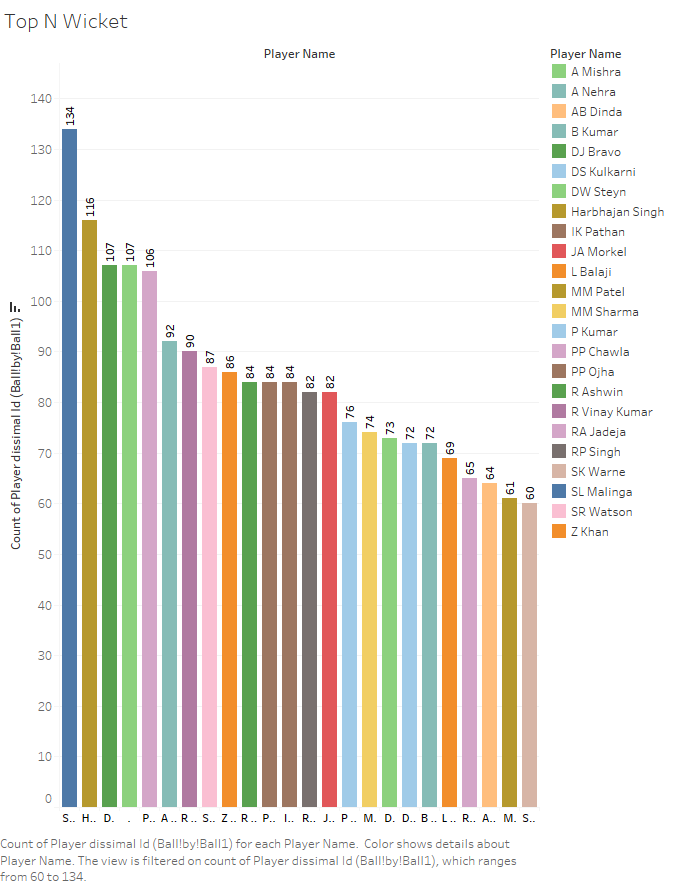 Top N Wicket
Player Name
Player Name
A Mishra
A Nehra
AB Dinda
B Kumar
DJ Bravo
DS Kulkarni
DW Steyn
Harbhajan Singh
IK Pathan
JA Morkel
L Balaji
MM Patel
MM Sharma
P Kumar
PP Chawla
PP Ojha
R Ashwin
R Vinay Kumar
RA Jadeja
RP Singh
SK Warne
SL Malinga
SR Watson
Z Khan
Count of Player dissimal Id (Ball!by!Ball1)
140
130
120
110
100
90
80
70
60
50
40
30
20
10
0
134
116
107
107
106
92
90
87
86
84
84
84
82
82
76
74
73
72
72
69
65
64
61
60
S.. H.. D. . P.. A .. R .. S.. Z .. R .. P.. I.. R.. J.. P .. M. D. D.. B .. L .. R.. A.. M. S..
Count of Player dissimal Id (Ball!by!Ball1) for each Player Name.  Color shows details about
Player Name. The view is filtered on count of Player dissimal Id (Ball!by!Ball1), which ranges
from 60 to 134.